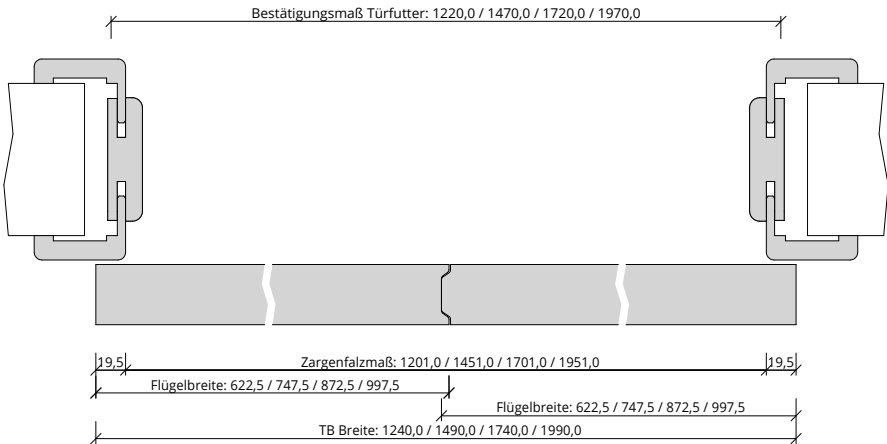 Bestätigungsmaß Türfutter: 1220,0 / 1470,0 / 1720,0 / 1970,0
19,5
Zargenfalzmaß: 1201,0 / 1451,0 / 1701,0 / 1951,0
19,5
Flügelbreite: 622,5 / 747,5 / 872,5 / 997,5
Flügelbreite: 622,5 / 747,5 / 872,5 / 997,5
TB Breite: 1240,0 / 1490,0 / 1740,0 / 1990,0